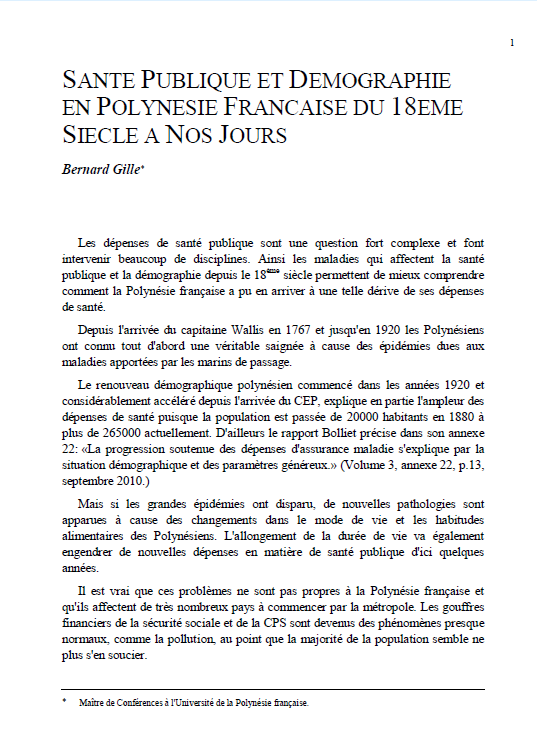 1
SANTE PUBLIQUE ET DEMOGRAPHIE
EN POLYNESIE FRANCAISE DU 18EME
SIECLE A NOS JOURS
Bernard Gille*
Les dépenses de santé publique sont une question fort complexe et font
intervenir beaucoup de disciplines. Ainsi les maladies qui affectent la santé
publique et la démographie depuis le 18ème siècle permettent de mieux comprendre
comment la Polynésie française a pu en arriver à une telle dérive de ses dépenses
de santé.
Depuis l'arrivée du capitaine Wallis en 1767 et jusqu'en 1920 les Polynésiens
ont connu tout d'abord une véritable saignée à cause des épidémies dues aux
maladies apportées par les marins de passage.
Le renouveau démographique polynésien commencé dans les années 1920 et
considérablement accéléré depuis l'arrivée du CEP, explique en partie l'ampleur des
dépenses de santé puisque la population est passée de 20000 habitants en 1880 à
plus de 265000 actuellement. D'ailleurs le rapport Bolliet précise dans son annexe
22: «La progression soutenue des dépenses d'assurance maladie s'explique par la
situation démographique et des paramètres généreux.» (Volume 3, annexe 22, p.13,
septembre 2010.)
Mais si les grandes épidémies ont disparu, de nouvelles pathologies sont
apparues à cause des changements dans le mode de vie et les habitudes
alimentaires des Polynésiens. L'allongement de la durée de vie va également
engendrer de nouvelles dépenses en matière de santé publique d'ici quelques
années.
Il est vrai que ces problèmes ne sont pas propres à la Polynésie française et
qu'ils affectent de très nombreux pays à commencer par la métropole. Les gouffres
financiers de la sécurité sociale et de la CPS sont devenus des phénomènes presque
normaux, comme la pollution, au point que la majorité de la population semble ne
plus s'en soucier.
* Maître de Conférences à l'Université de la Polynésie française.